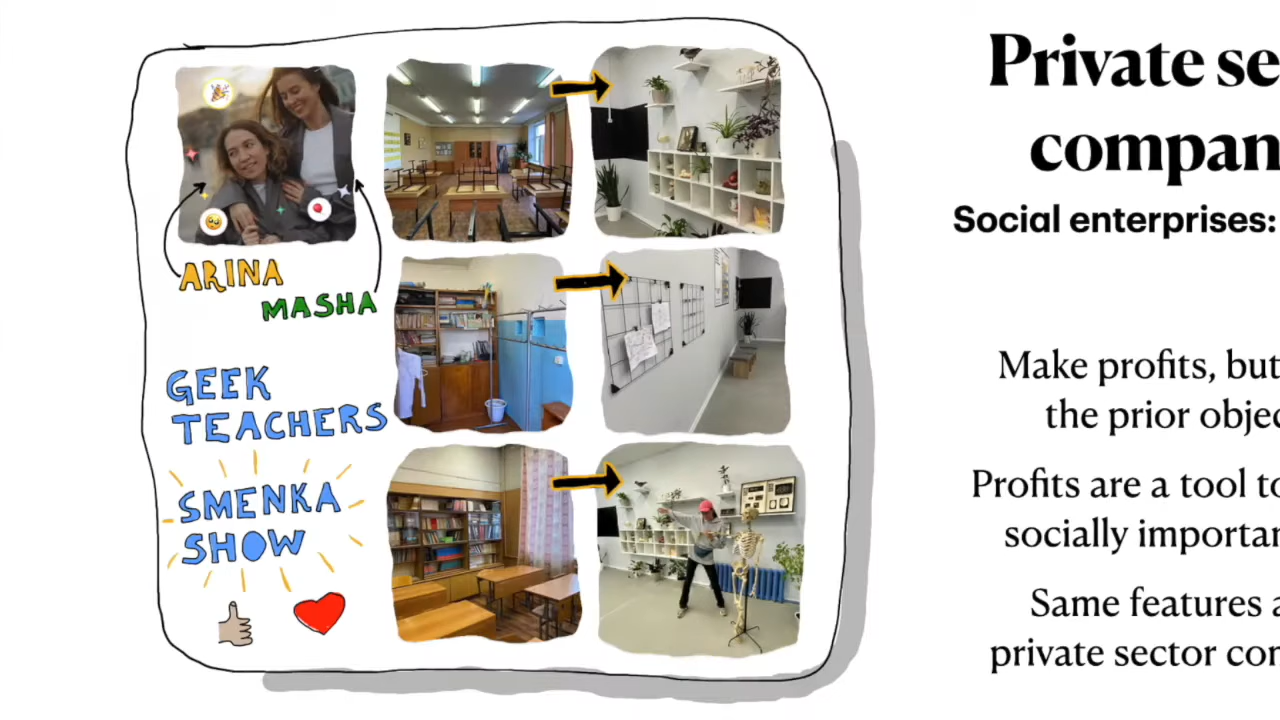 ARINA
MASHA
GEEK
TEACHERS
SMENKA
SHOW
Private se
compan
Social enterprises:
Make profits, but
the prior objec
Profits are a tool to
socially importan
Same features a
private sector con